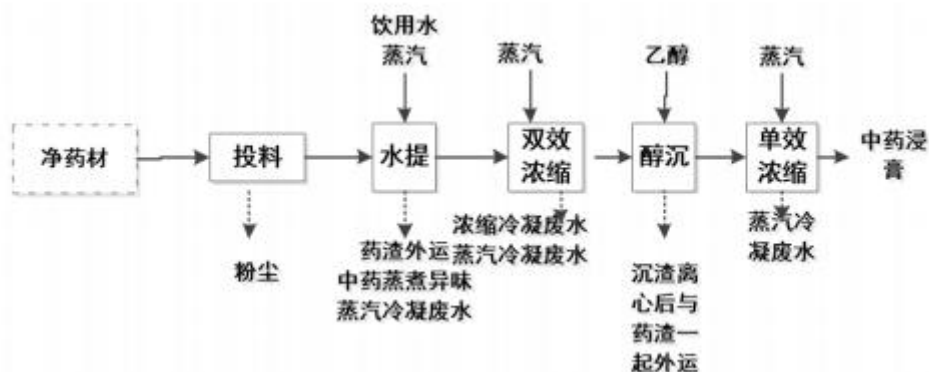 饮用水
蒸汽
蒸汽
乙醇
蒸汽
净药材
投料
水提
双效
浓缩
醇沉
单效
浓缩
中药浸
膏
粉尘
药渣外运
中药蒸煮异味
蒸汽冷凝废水
浓缩冷凝废水
蒸汽冷凝废水
沉渣离
心后与
药渣一
起外运
蒸汽冷
凝废水